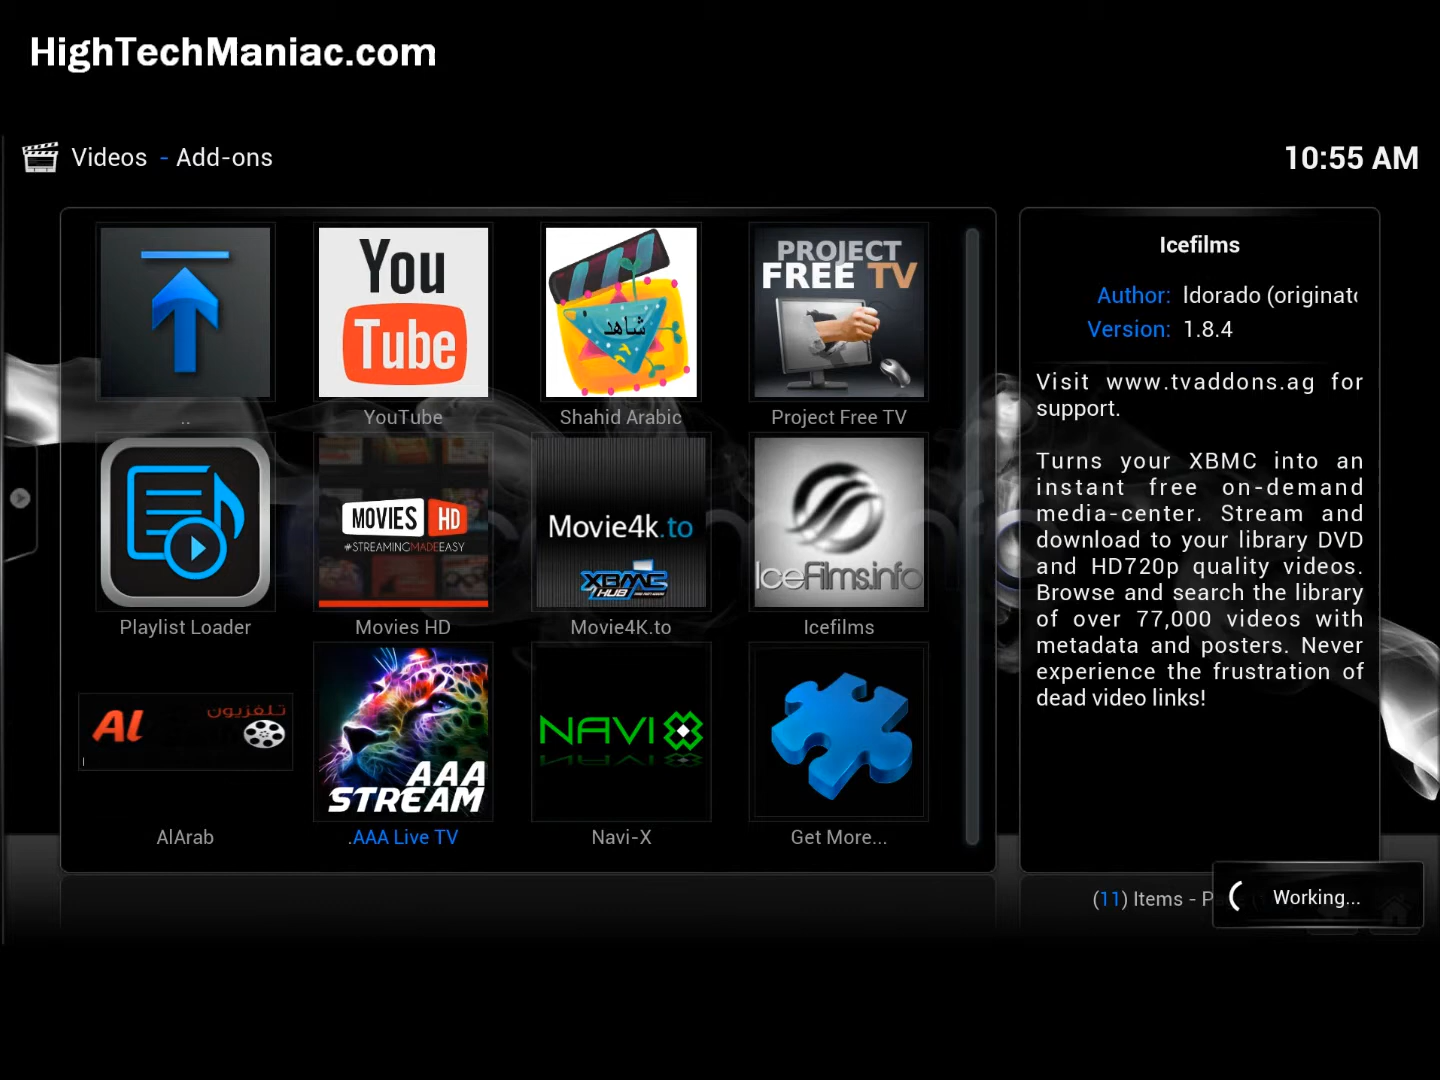 HighTechManiac.com
Videos - Add-ons
10:55 AM
You
Tube
شاهد
PROJECT
FREE TV
..
YouTube
Shahid Arabic
Project Free TV
MOVIES HD
#STREAMINGMADEEASY
Movie4k.to
XBMC
HUB
IceFilms.info
Playlist Loader
Movies HD
Movie4K.to
Icefilms
Al
تلفزيون
AAA
STREAM
NAVI X
AlArab
.AAA Live TV
Navi-X
Get More...
Icefilms
Author: ldorado (originato
Version: 1.8.4
Visit www.tvaddons.ag for
support.
Turns your XBMC into an
instant free on-demand
media-center. Stream and
download to your library DVD
and HD720p quality videos.
Browse and search the library
of over 77,000 videos with
metadata and posters. Never
experience the frustration of
dead video links!
(11) Items - P
Working...